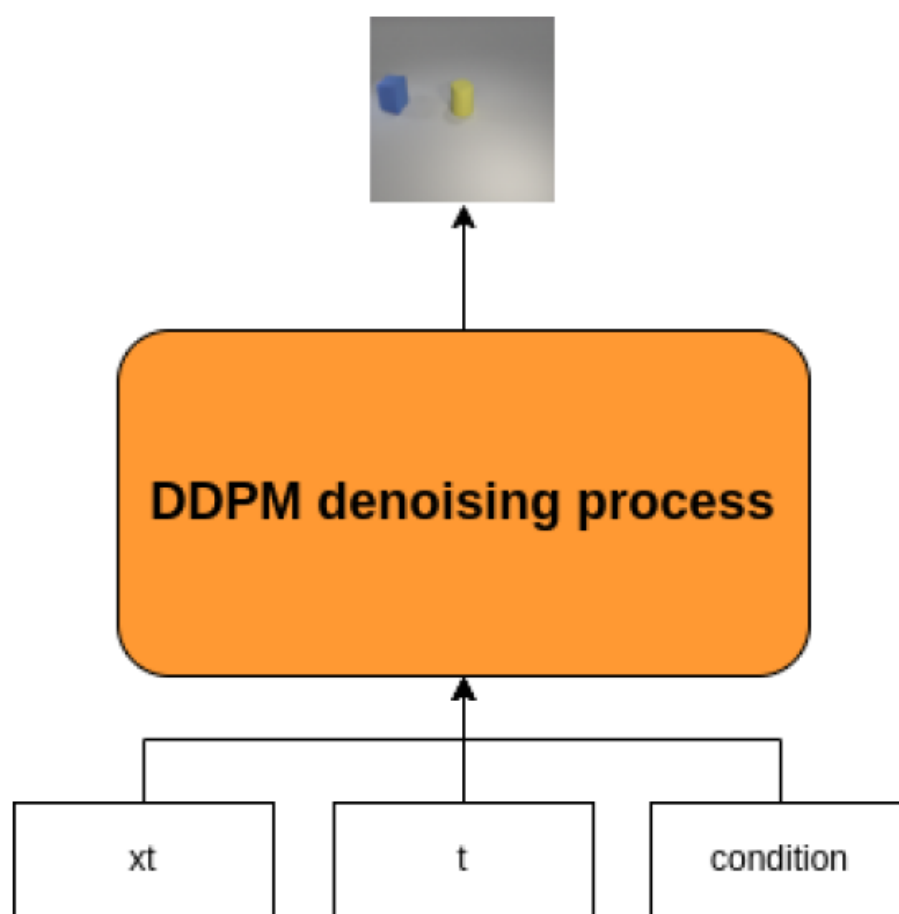 DDPM denoising process
xt
t
condition